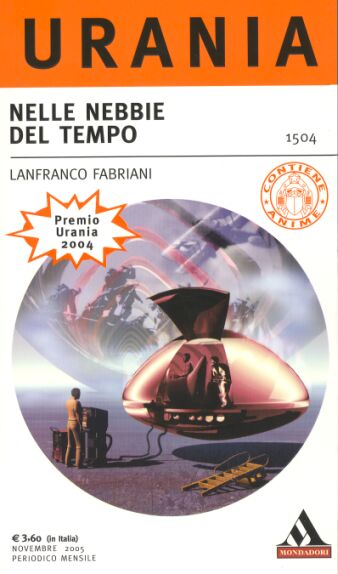 URANIA
NELLE NEBBIE
DEL TEMPO
1504
LANFRANCO FABRIANI
CONTIENE
ANIME
Premio
Urania
2004
€ 3,60 (in Italia)
NOVEMBRE 2005
PERIODICO MENSILE
MONDADORI